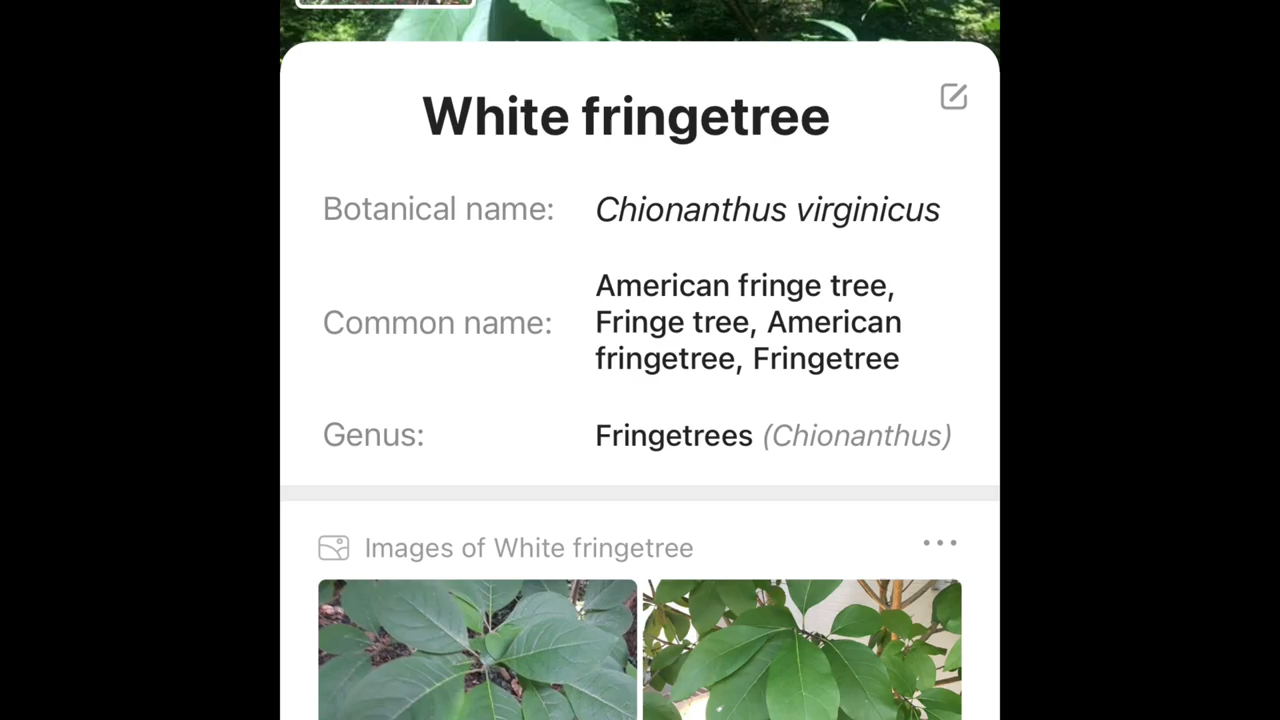 White fringetree
Botanical name: Chionanthus virginicus
Common name: American fringe tree,
Fringe tree, American
fringetree, Fringetree
Genus: Fringetrees (Chionanthus)
Images of White fringetree